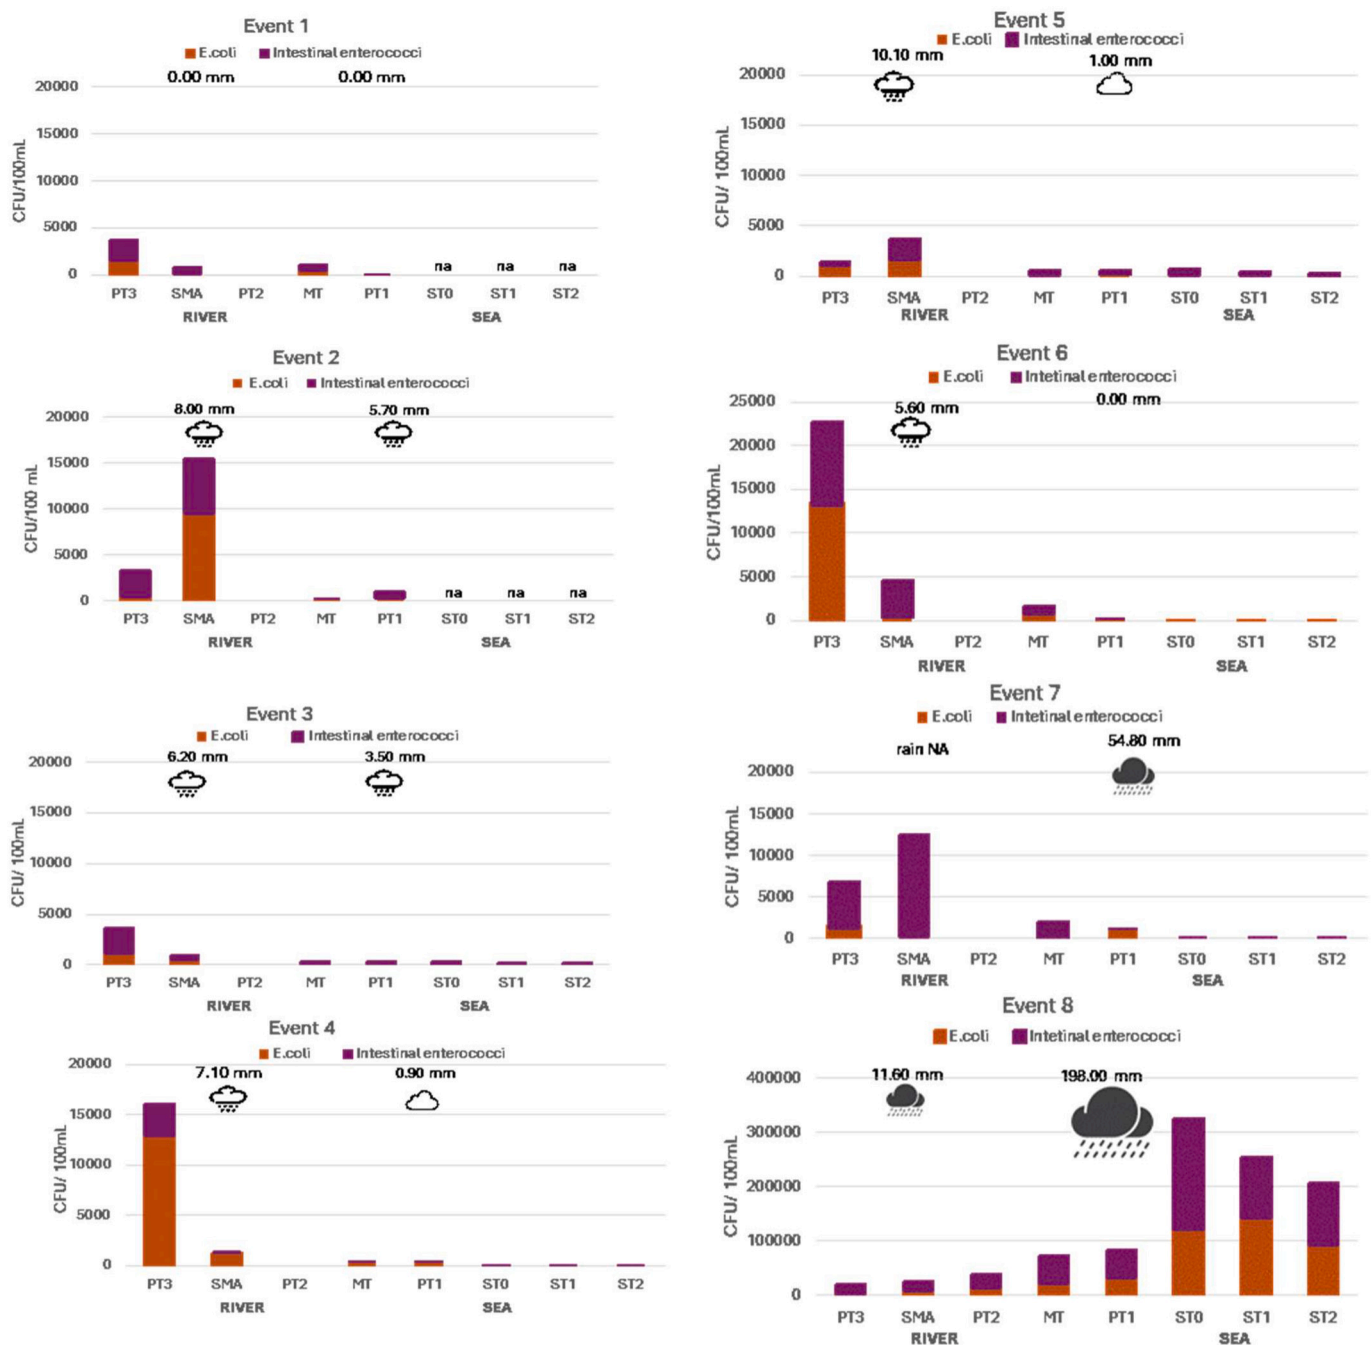 Event 1
E.coli Intestinal enterococci
0.00 mm 0.00 mm
20000
15000
10000
5000
0
CFU/100mL
na na na
PT3 SMA PT2 MT PT1 ST0 ST1 ST2
RIVER SEA
Event 2
E.coli Intestinal enterococci
8.00 mm 5.70 mm
20000
15000
10000
5000
0
CFU/100 mL
na na na
PT3 SMA PT2 MT PT1 ST0 ST1 ST2
RIVER SEA
Event 3
E.coli Intestinal enterococci
6.20 mm 3.50 mm
20000
15000
10000
5000
0
CFU/ 100mL
PT3 SMA PT2 MT PT1 ST0 ST1 ST2
RIVER SEA
Event 4
E.coli Intestinal enterococci
7.10 mm 0.90 mm
20000
15000
10000
5000
0
CFU/ 100mL
PT3 SMA PT2 MT PT1 ST0 ST1 ST2
RIVER SEA
Event 5
E.coli Intestinal enterococci
10.10 mm 1.00 mm
20000
15000
10000
5000
0
CFU/ 100mL
PT3 SMA PT2 MT PT1 ST0 ST1 ST2
RIVER SEA
Event 6
E.coli Intetinal enterococci
5.60 mm 0.00 mm
25000
20000
15000
10000
5000
0
CFU/100mL
PT3 SMA PT2 MT PT1 ST0 ST1 ST2
RIVER SEA
Event 7
E.coli Intetinal enterococci
rain NA 54.80 mm
20000
15000
10000
5000
0
CFU/ 100mL
PT3 SMA PT2 MT PT1 ST0 ST1 ST2
RIVER SEA
Event 8
E.coli Intetinal enterococci
11.60 mm 198.00 mm
400000
300000
200000
100000
0
CFU/ 100mL
PT3 SMA PT2 MT PT1 ST0 ST1 ST2
RIVER SEA